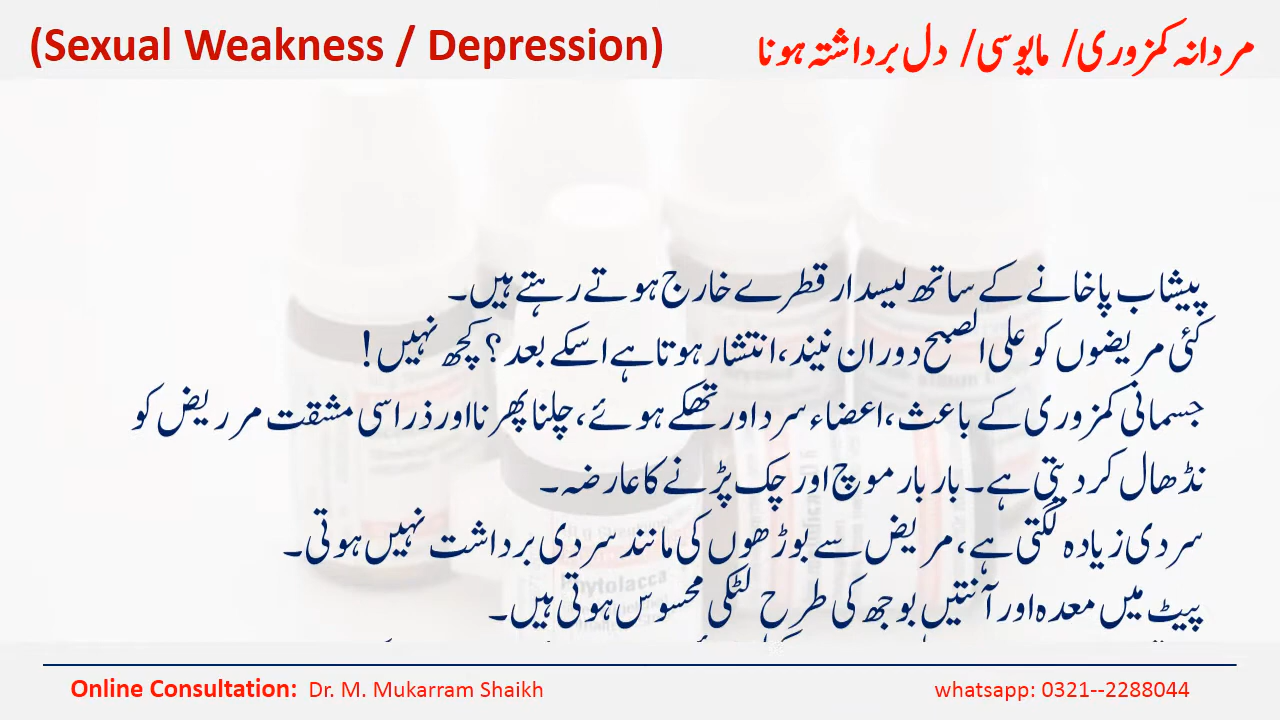 (Sexual Weakness / Depression)
مردانہ کمزوری/ مایوسی/ دل برداشتہ ہونا
پیشاب پاخانے کے ساتھ لیسدار قطرے خارج ہوتے رہتے ہیں۔
کئی مریضوں کو علی الصبح دوران نیند، انتشار ہوتا ہے اسکے بعد ؟ کچھ نہیں !
جسمانی کمزوری کے باعث، اعضاء سرد اور تھکے ہوئے، چلنا پھرنا اور ذرا سی مشقت مرریض کو
نڈھال کر دیتی ہے۔ بار بار موچ اور چک پڑنے کا عارضہ۔
سردی زیادہ لگتی ہے، مریض سے بوڑھوں کی مانند سردی برداشت نہیں ہوتی۔
پیٹ میں معدہ اور آنتیں بوجھ کی طرح لٹکی محسوس ہوتی ہیں۔
Phytolacca
Online Consultation: Dr. M. Mukarram Shaikh
whatsapp: 0321--2288044